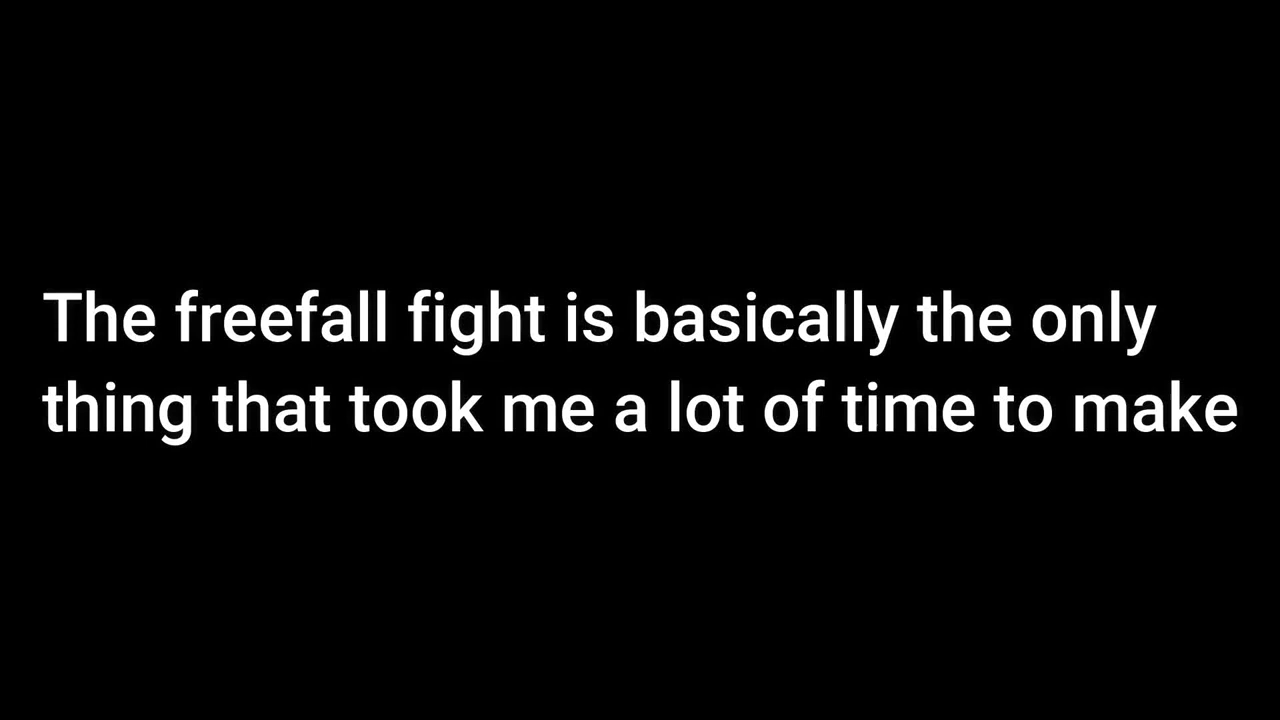 The freefall fight is basically the only
thing that took me a lot of time to make